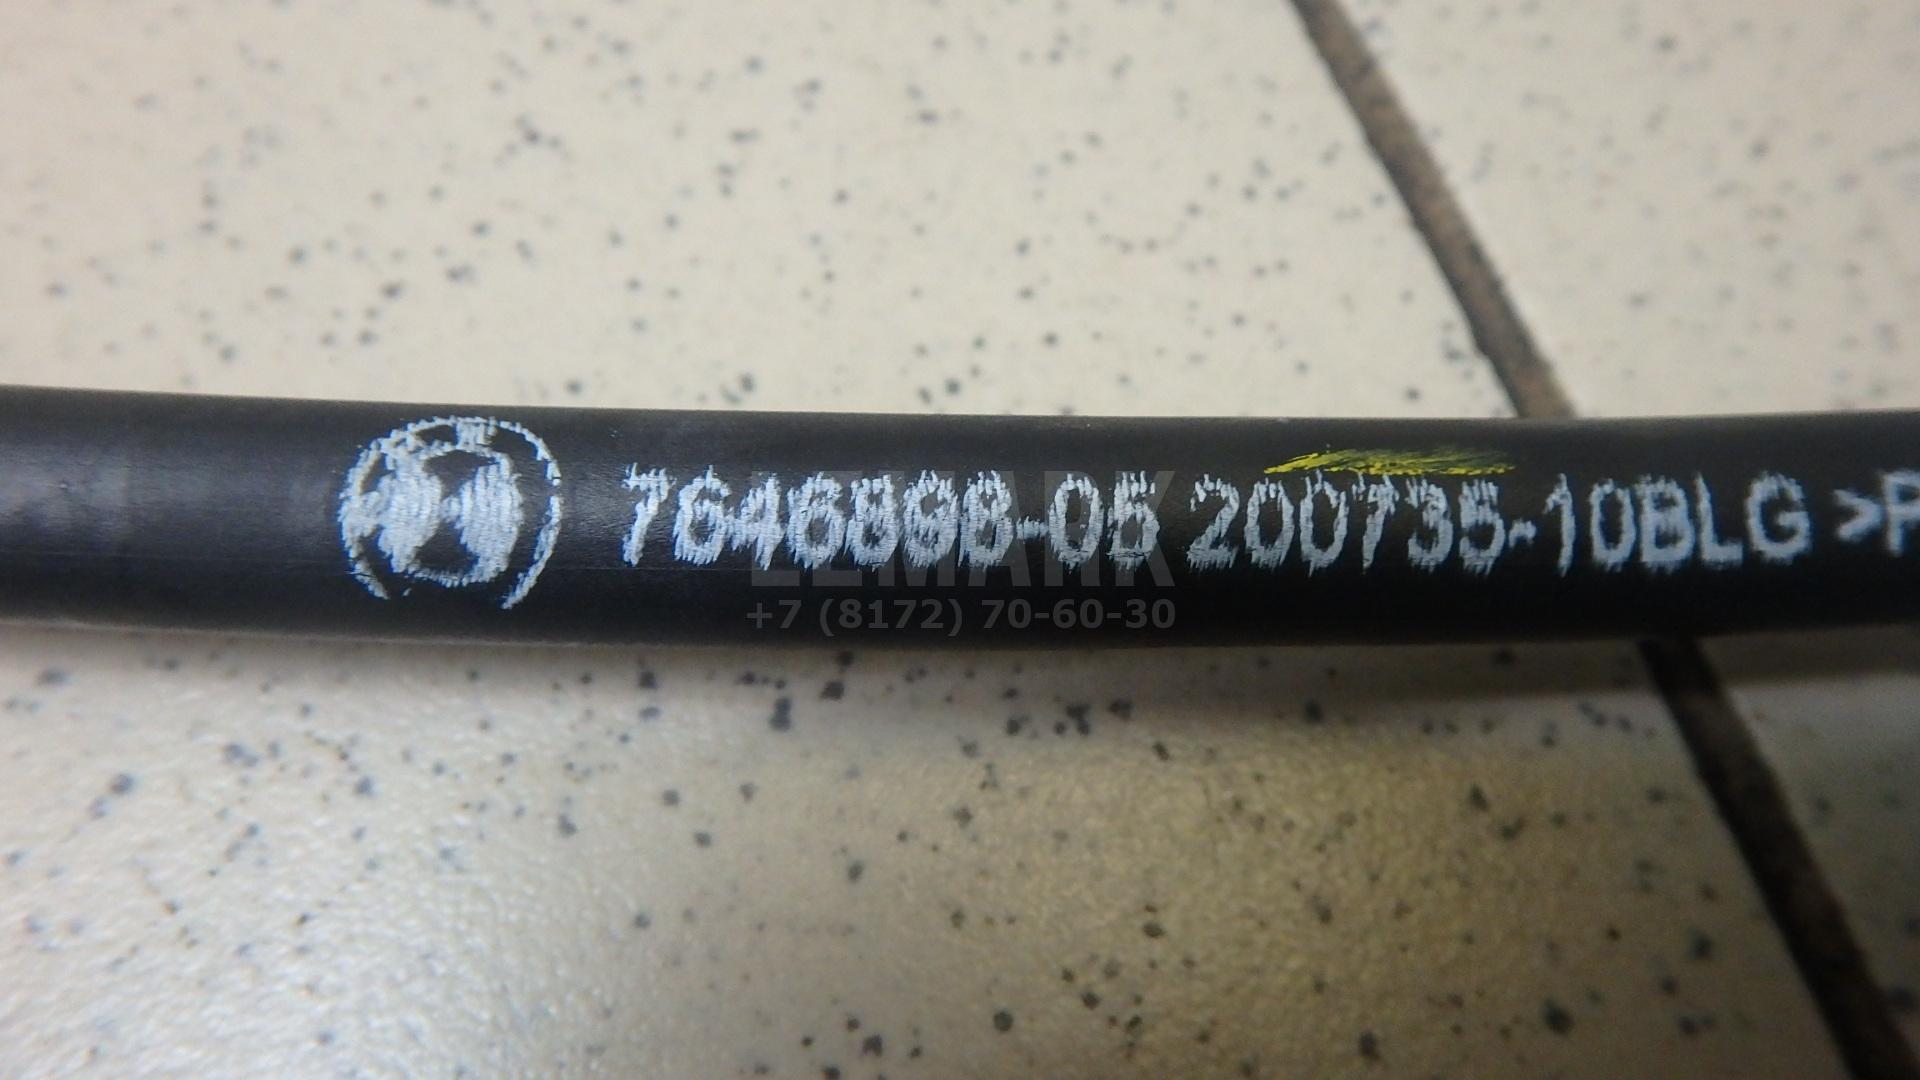 7646898-05 200735-10BLG >P
LEMARK
+7 (8172) 70-60-30